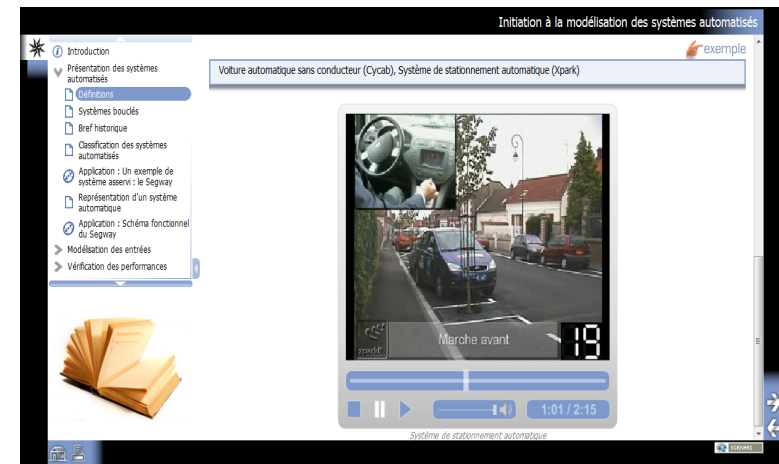 Initiation à la modélisation des systèmes automatisés
Introduction
Présentation des systèmes
automatisés
Définitions
Systèmes bouclés
Bref historique
Classification des systèmes
automatisés
Application : Un exemple de
système asservi : le Segway
Représentation d'un système
automatique
Application : Schéma fonctionnel
du Segway
Modélisation des entrées
Vérification des performances
exemple
Voiture automatique sans conducteur (Cycab), Système de stationnement automatique (Xpark)
xpark
Marche avant
19
1:01 / 2:15
Système de stationnement automatique
SCENARI